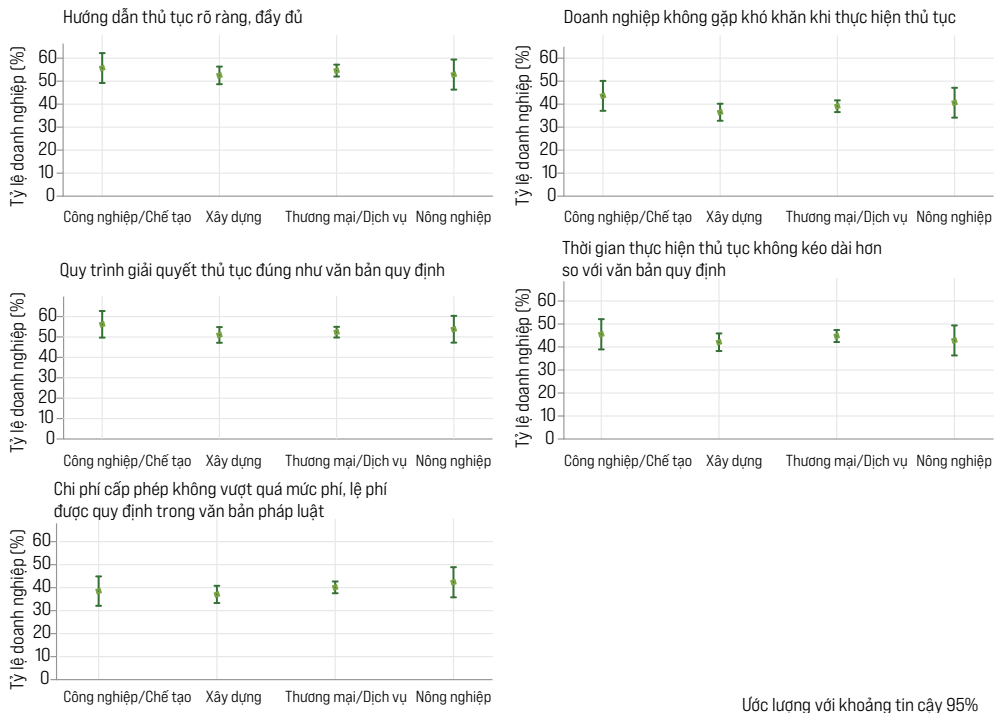 Hướng dẫn thủ tục rõ ràng, đầy đủ
Tỷ lệ doanh nghiệp (%)
60
50
40
30
20
10
0
Công nghiệp/Chế tạo Xây dựng Thương mại/Dịch vụ Nông nghiệp
Doanh nghiệp không gặp khó khăn khi thực hiện thủ tục
Tỷ lệ doanh nghiệp (%)
60
50
40
30
20
10
0
Công nghiệp/Chế tạo Xây dựng Thương mại/Dịch vụ Nông nghiệp
Quy trình giải quyết thủ tục đúng như văn bản quy định
Tỷ lệ doanh nghiệp (%)
60
50
40
30
20
10
0
Công nghiệp/Chế tạo Xây dựng Thương mại/Dịch vụ Nông nghiệp
Thời gian thực hiện thủ tục không kéo dài hơn
so với văn bản quy định
Tỷ lệ doanh nghiệp (%)
60
50
40
30
20
10
0
Công nghiệp/Chế tạo Xây dựng Thương mại/Dịch vụ Nông nghiệp
Chi phí cấp phép không vượt quá mức phí, lệ phí
được quy định trong văn bản pháp luật
Tỷ lệ doanh nghiệp (%)
60
50
40
30
20
10
0
Công nghiệp/Chế tạo Xây dựng Thương mại/Dịch vụ Nông nghiệp
Ước lượng với khoảng tin cậy 95%